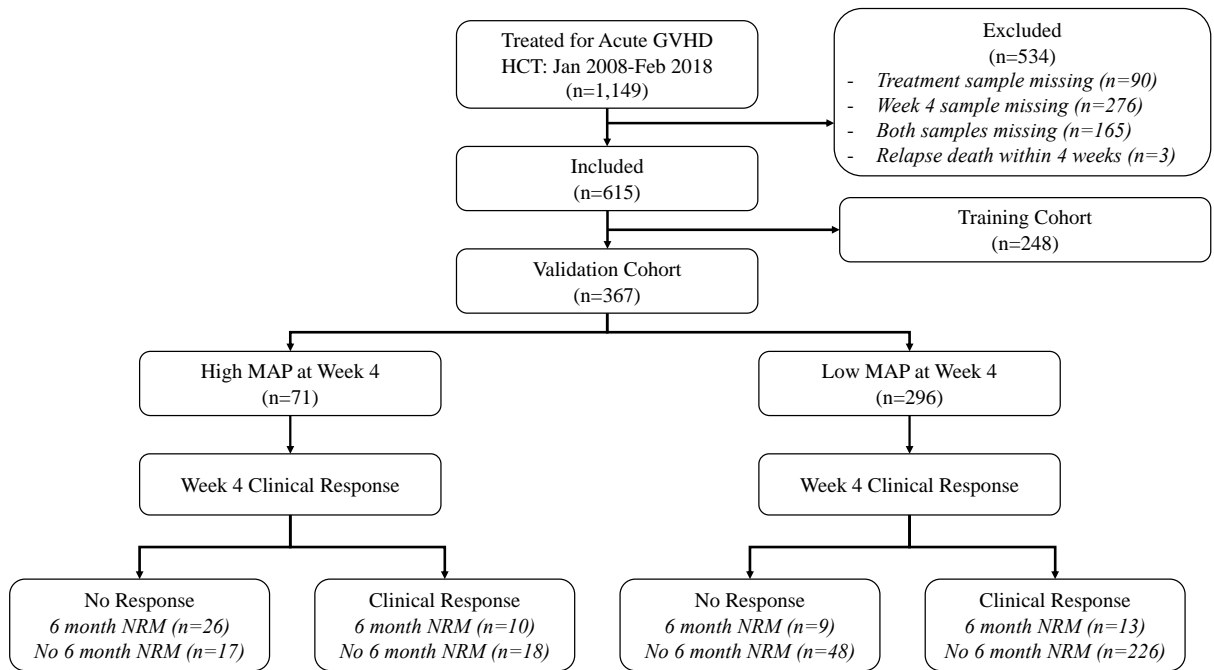 Treated for Acute GVHD
HCT: Jan 2008-Feb 2018
(n=1,149)
Excluded
(n=534)
- Treatment sample missing (n=90)
- Week 4 sample missing (n=276)
- Both samples missing (n=165)
- Relapse death within 4 weeks (n=3)
Included
(n=615)
Training Cohort
(n=248)
Validation Cohort
(n=367)
High MAP at Week 4
(n=71)
Low MAP at Week 4
(n=296)
Week 4 Clinical Response
Week 4 Clinical Response
No Response
6 month NRM (n=26)
No 6 month NRM (n=17)
Clinical Response
6 month NRM (n=10)
No 6 month NRM (n=18)
No Response
6 month NRM (n=9)
No 6 month NRM (n=48)
Clinical Response
6 month NRM (n=13)
No 6 month NRM (n=226)